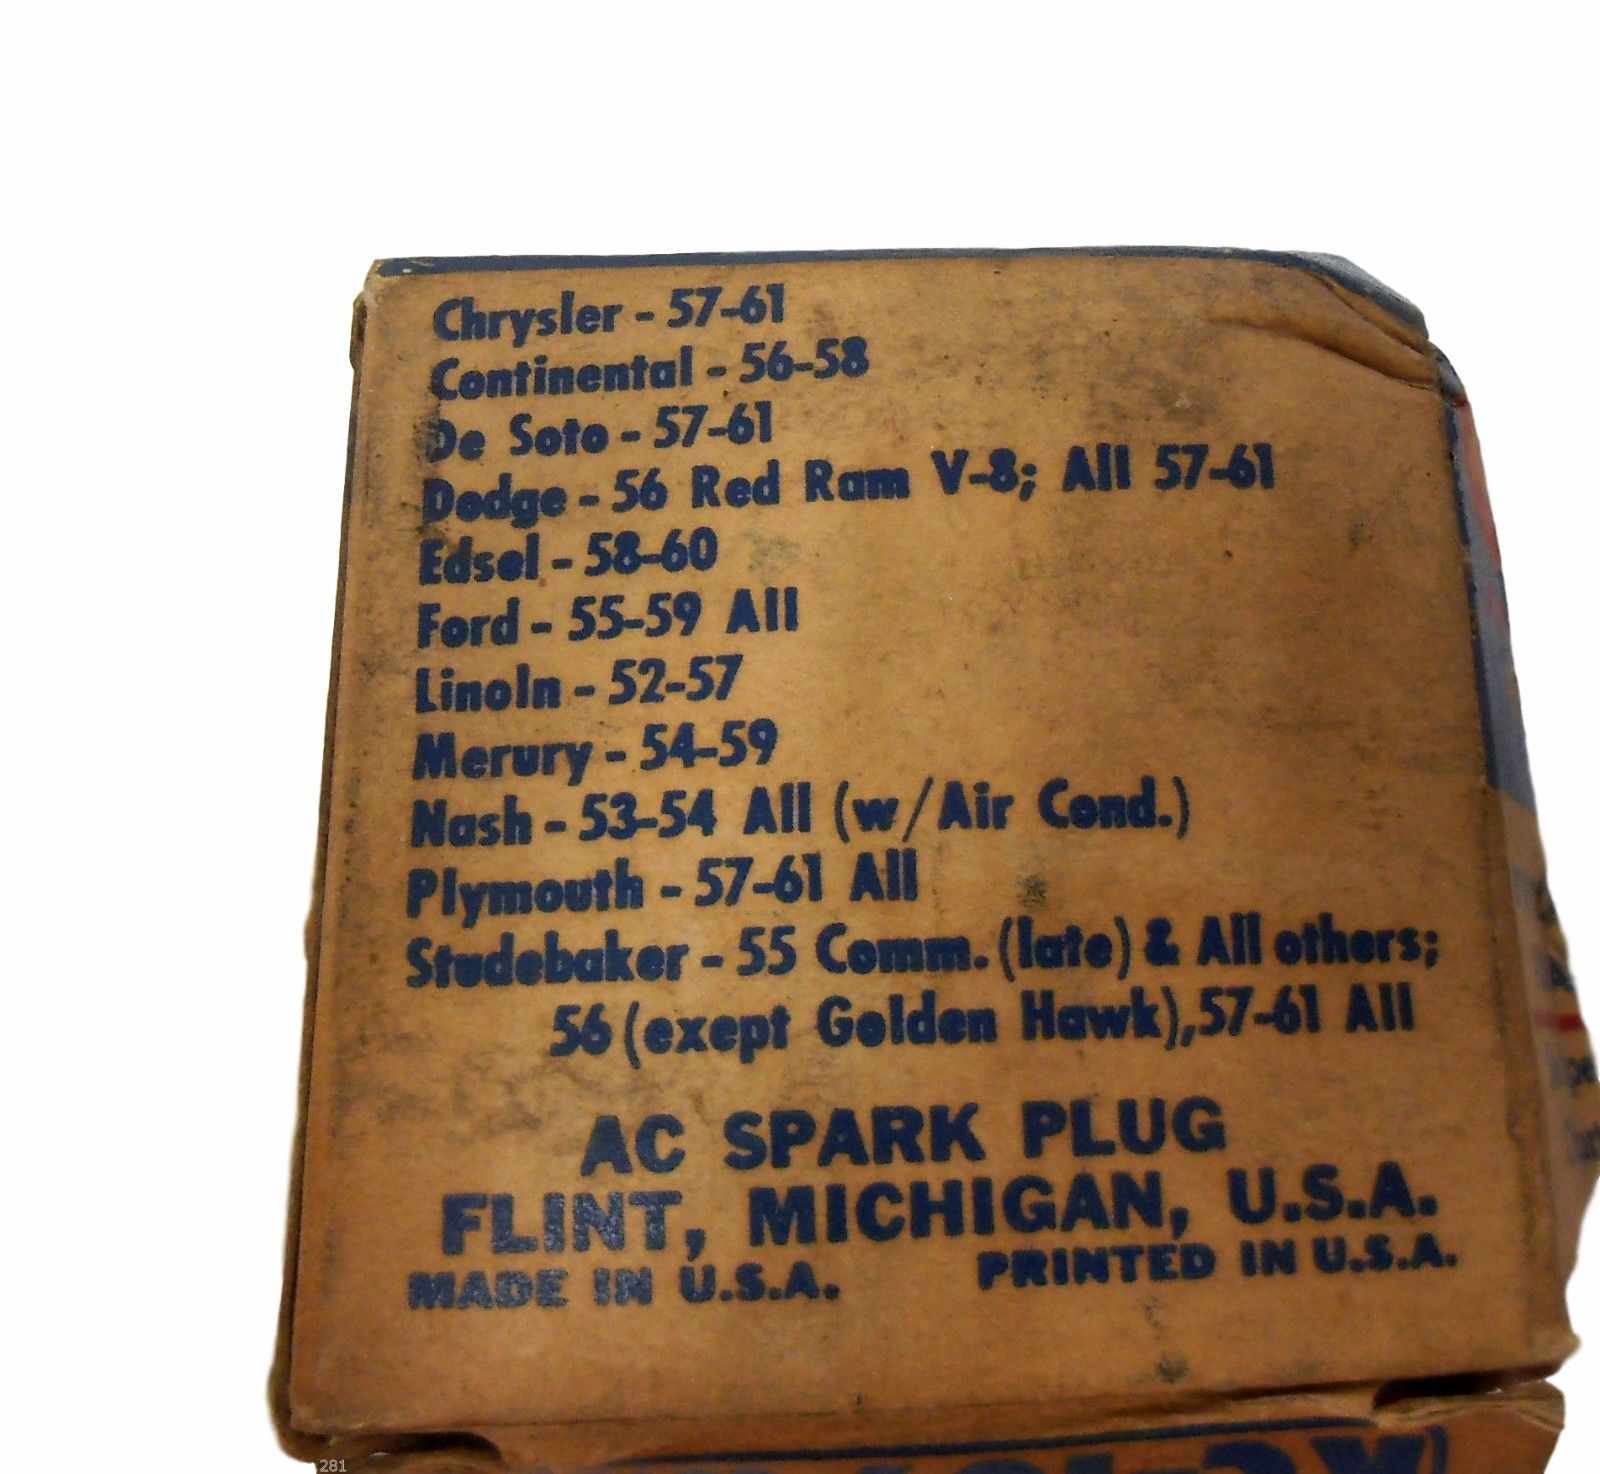 Chrysler - 57-61
Continental - 56-58
De Soto - 57-61
Dodge - 56 Red Ram V-8; All 57-61
Edsel - 58-60
Ford - 55-59 All
Linoln - 52-57
Merury - 54-59
Nash - 53-54 All (w/Air Cond.)
Plymouth - 57-61 All
Studebaker - 55 Comm. (late) & All others;
56 (exept Golden Hawk), 57-61 All
AC SPARK PLUG
FLINT, MICHIGAN, U.S.A.
MADE IN U.S.A. PRINTED IN U.S.A.
281